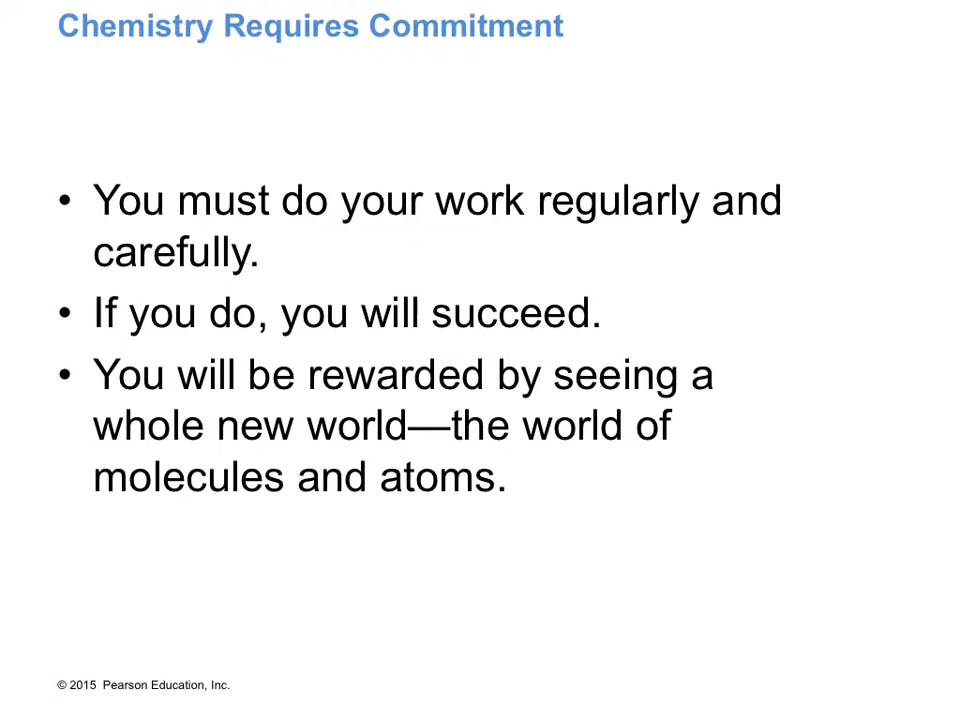 Chemistry Requires Commitment
• You must do your work regularly and
carefully.
• If you do, you will succeed.
• You will be rewarded by seeing a
whole new world—the world of
molecules and atoms.
© 2015 Pearson Education, Inc.